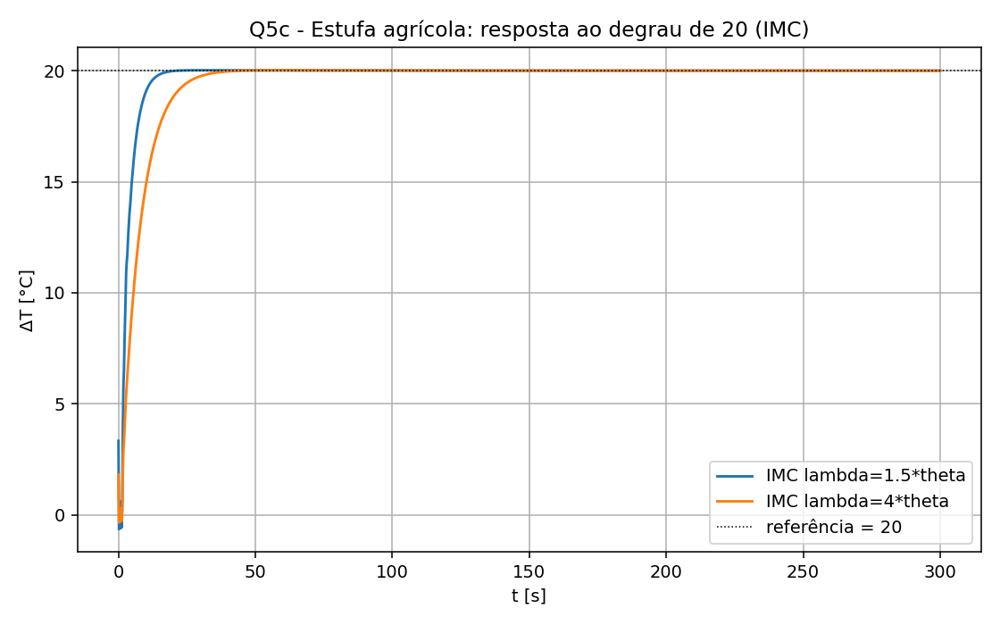 Q5c - Estufa agrícola: resposta ao degrau de 20 (IMC)
ΔT [°C]
20
15
10
5
0
0 50 100 150 200 250 300
t [s]
IMC lambda=1.5*theta
IMC lambda=4*theta
referência = 20